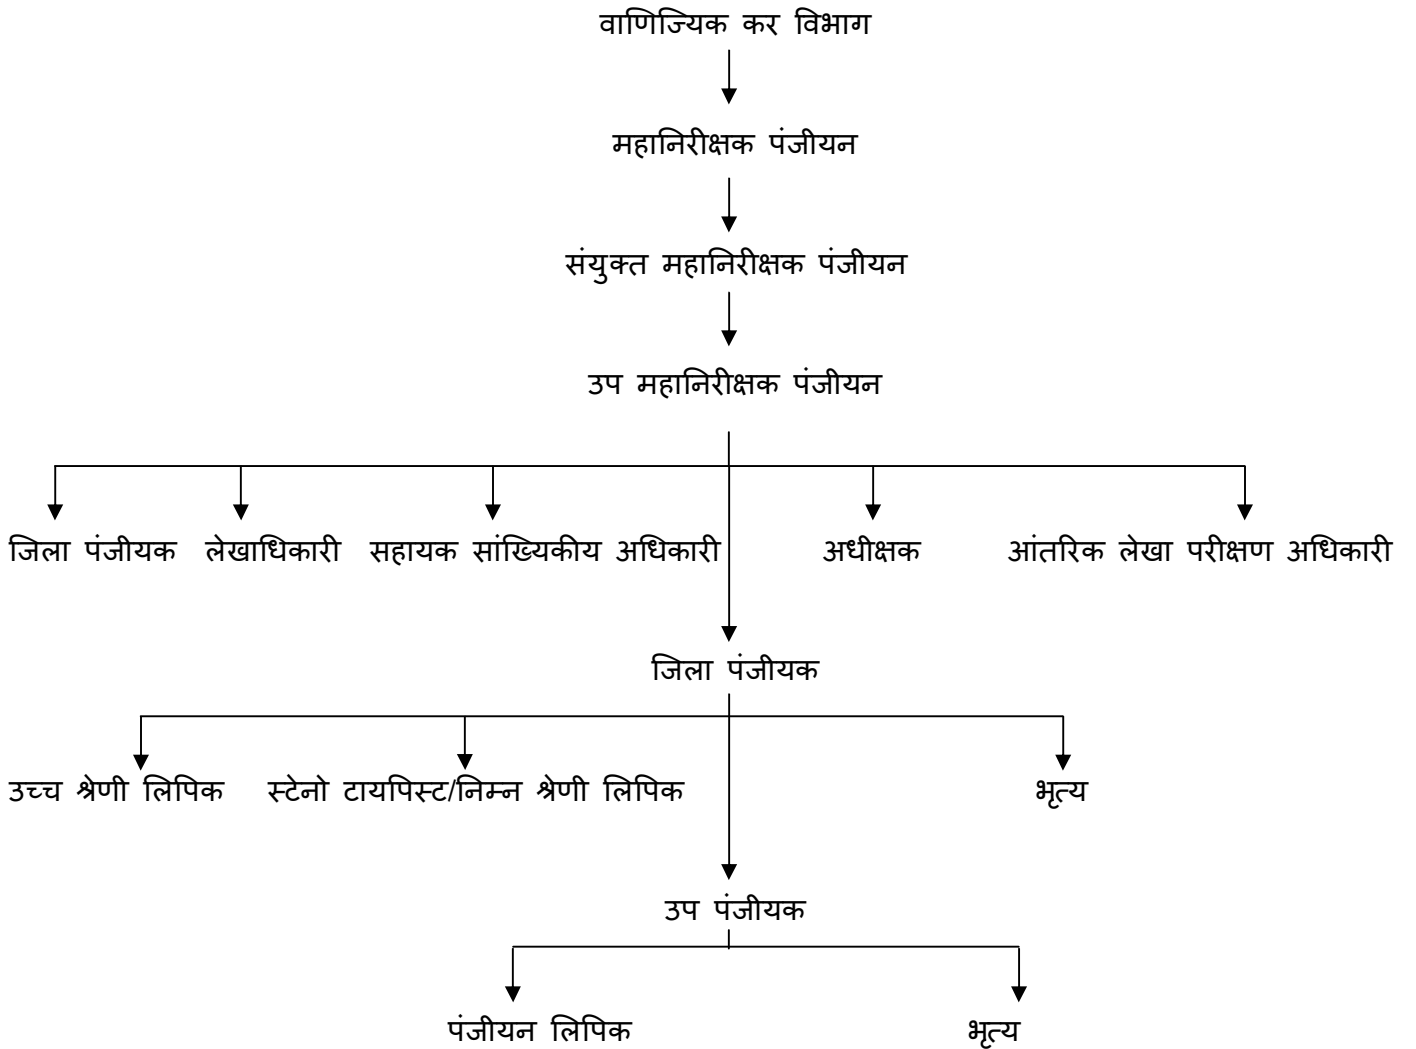 वाणिज्यिक कर विभाग
महानिरीक्षक पंजीयन
संयुक्त महानिरीक्षक पंजीयन
उप महानिरीक्षक पंजीयन
जिला पंजीयक लेखाधिकारी सहायक सांख्यिकीय अधिकारी अधीक्षक आंतरिक लेखा परीक्षण अधिकारी
जिला पंजीयक
उच्च श्रेणी लिपिक स्टेनो टायपिस्ट/निम्न श्रेणी लिपिक भृत्य
उप पंजीयक
पंजीयन लिपिक भृत्य